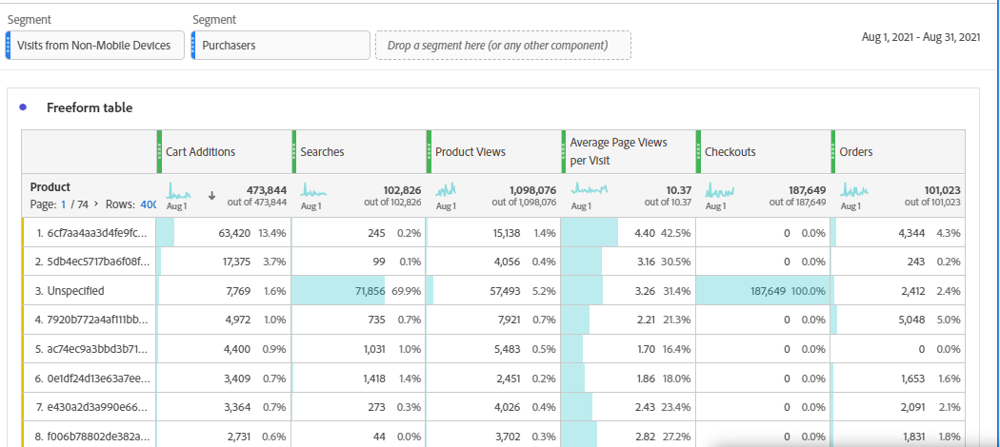 Segment Segment
Visits from Non-Mobile Devices Purchasers Drop a segment here (or any other component) Aug 1, 2021 - Aug 31, 2021
Freeform table
Cart Additions Searches Product Views Average Page Views per Visit Checkouts Orders
Product
Page: 1 / 74 > Rows: 400
Aug 1 ↓ 473,844 out of 473,844
Aug 1 102,826 out of 102,826
Aug 1 1,098,076 out of 1,098,076
Aug 1 10.37 out of 10.37
Aug 1 187,649 out of 187,649
Aug 1 101,023 out of 101,023
1. 6cf7aa4aa3d4fe9fc... 63,420 13.4% 245 0.2% 15,138 1.4% 4.40 42.5% 0 0.0% 4,344 4.3%
2. 5db4ec5717ba6f08f... 17,375 3.7% 99 0.1% 4,056 0.4% 3.16 30.5% 0 0.0% 243 0.2%
3. Unspecified 7,769 1.6% 71,856 69.9% 57,493 5.2% 3.26 31.4% 187,649 100.0% 2,412 2.4%
4. 7920b772a4af111bb... 4,972 1.0% 735 0.7% 7,921 0.7% 2.21 21.3% 0 0.0% 5,048 5.0%
5. ac74ec9a3bbd3b71... 4,400 0.9% 1,031 1.0% 5,483 0.5% 1.70 16.4% 0 0.0% 0 0.0%
6. 0e1df24d13e63a7ee... 3,409 0.7% 1,418 1.4% 2,451 0.2% 1.86 18.0% 0 0.0% 1,653 1.6%
7. e430a2d3a990e66... 3,364 0.7% 273 0.3% 4,026 0.4% 2.43 23.4% 0 0.0% 2,091 2.1%
8. f006b78802de382a... 2,731 0.6% 44 0.0% 3,702 0.3% 2.82 27.2% 0 0.0% 1,831 1.8%